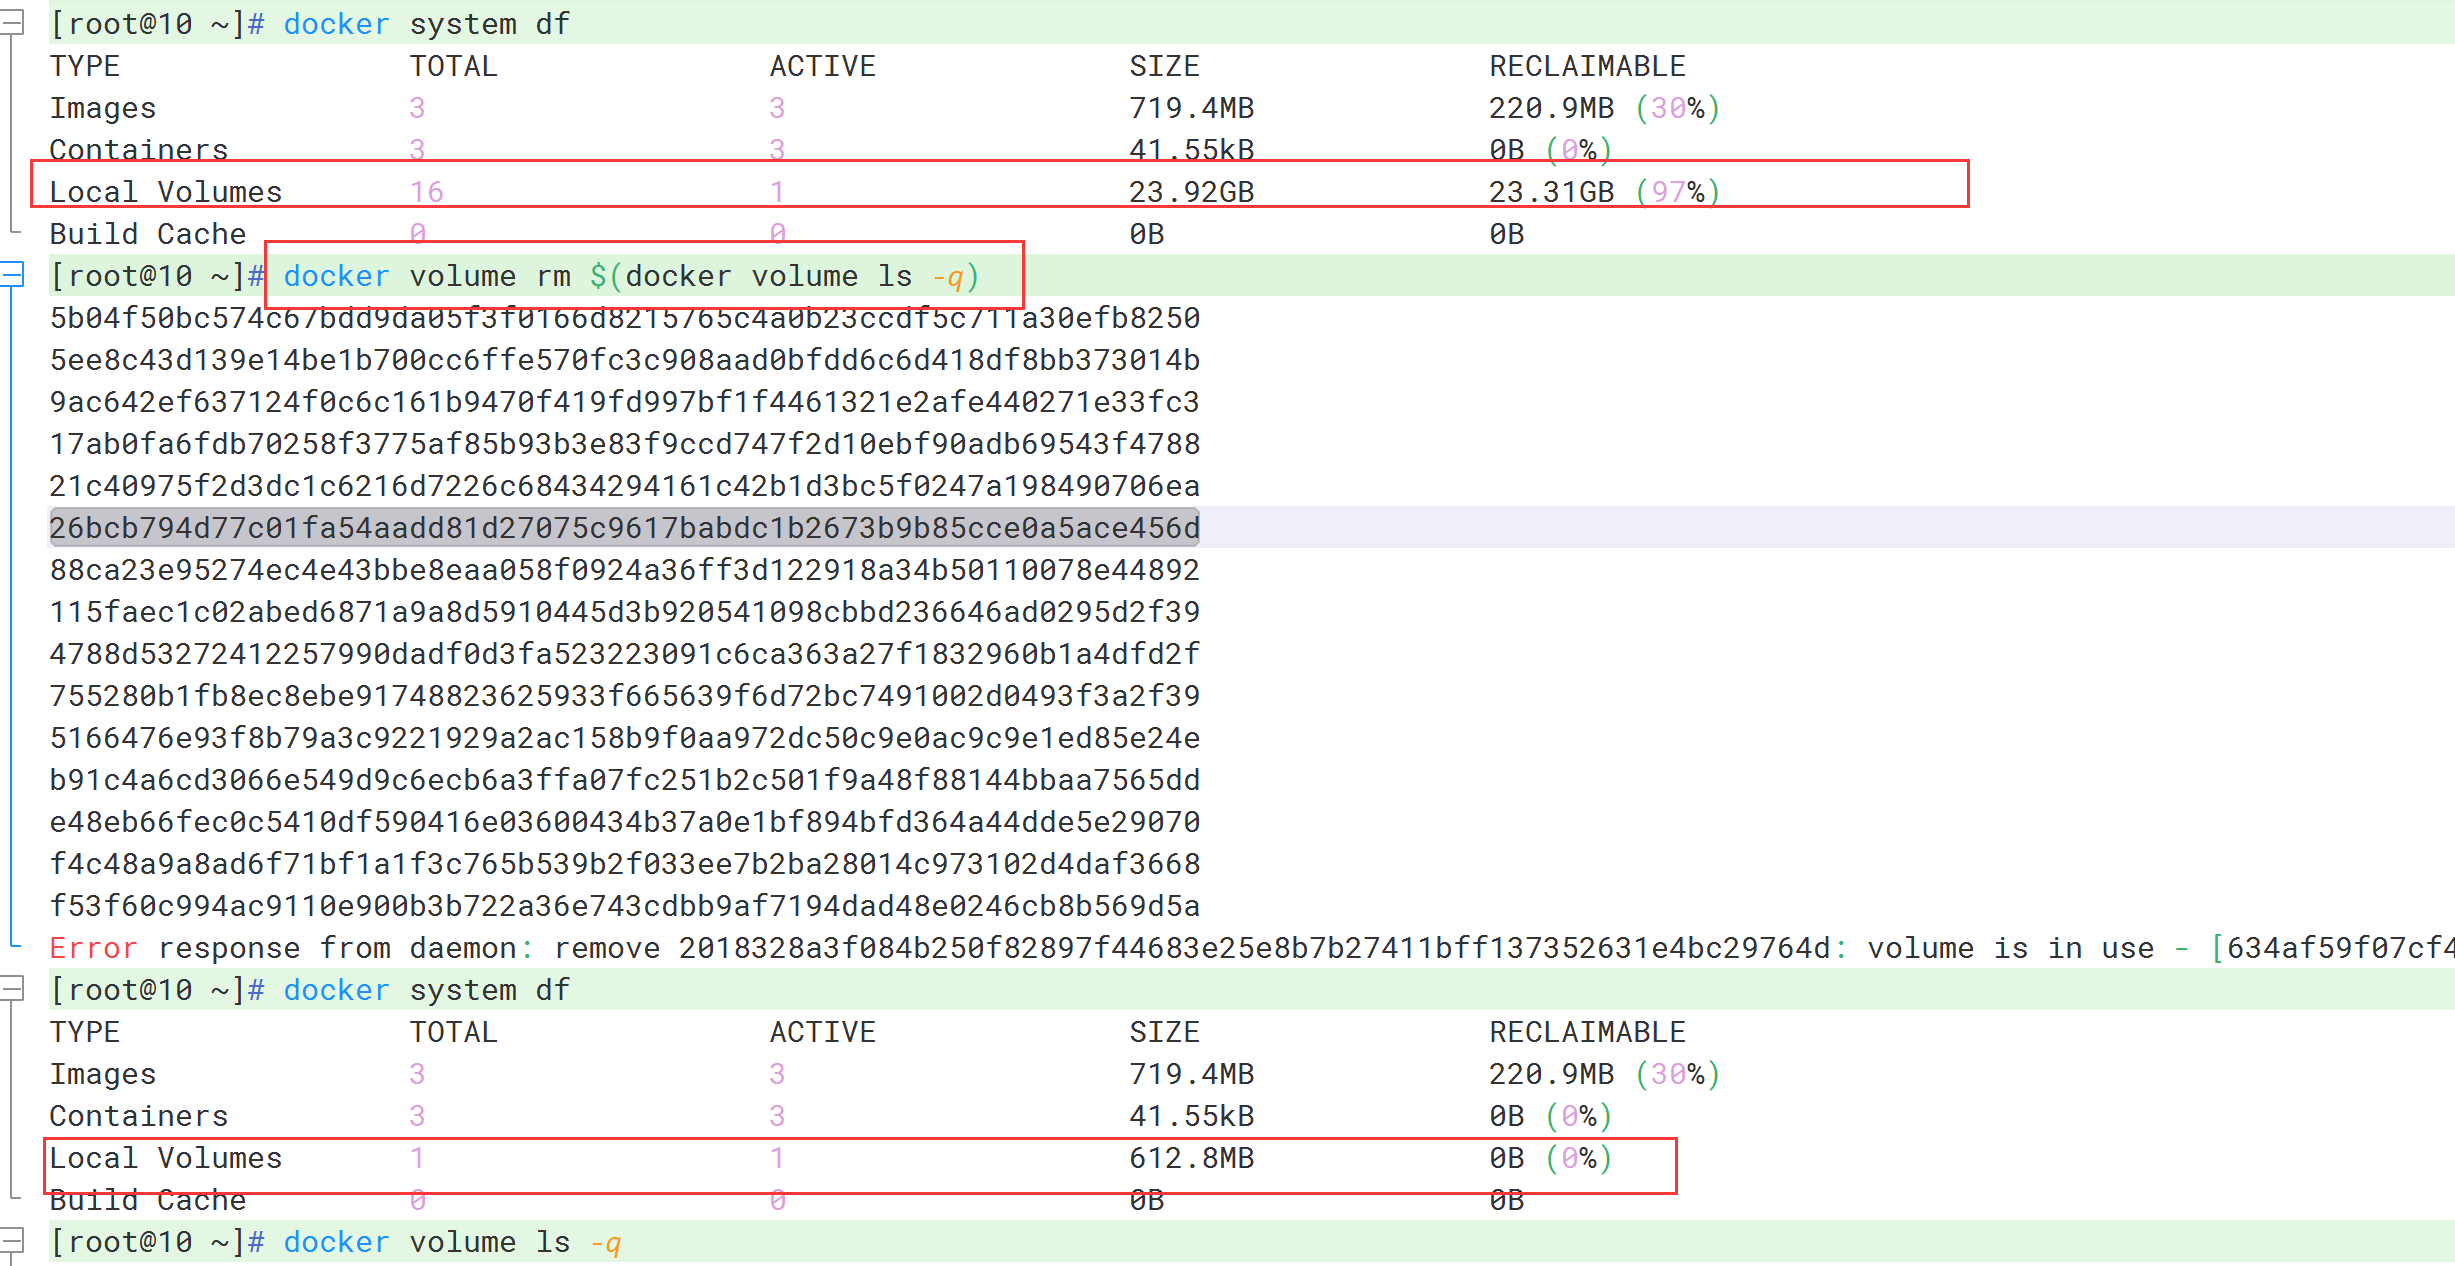 [root@10 ~]# docker system df
TYPE TOTAL ACTIVE SIZE RECLAIMABLE
Images 3 3 719.4MB 220.9MB (30%)
Containers 3 3 41.55kB 0B (0%)
Local Volumes 16 1 23.92GB 23.31GB (97%)
Build Cache 0 0 0B 0B
[root@10 ~]# docker volume rm $(docker volume ls -q)
5b04f50bc574c67bdd9da05f3f0166d8215765c4a0b23ccdf5c711a30efb8250
5ee8c43d139e14be1b700cc6ffe570fc3c908aad0bfdd6c6d418df8bb373014b
9ac642ef637124f0c6c161b9470f419fd997bf1f4461321e2afe440271e33fc3
17ab0fa6fdb70258f3775af85b93b3e83f9ccd747f2d10ebf90adb69543f4788
21c40975f2d3dc1c6216d7226c68434294161c42b1d3bc5f0247a198490706ea
26bcb794d77c01fa54aadd81d27075c9617babdc1b2673b9b85cce0a5ace456d
88ca23e95274ec4e43bbe8eaa058f0924a36ff3d122918a34b50110078e44892
115faec1c02abed6871a9a8d5910445d3b920541098cbbd236646ad0295d2f39
4788d53272412257990dadf0d3fa523223091c6ca363a27f1832960b1a4dfd2f
755280b1fb8ec8ebe91748823625933f665639f6d72bc7491002d0493f3a2f39
5166476e93f8b79a3c9221929a2ac158b9f0aa972dc50c9e0ac9c9e1ed85e24e
b91c4a6cd3066e549d9c6ecb6a3ffa07fc251b2c501f9a48f88144bbaa7565dd
e48eb66fec0c5410df590416e03600434b37a0e1bf894bfd364a44dde5e29070
f4c48a9a8ad6f71bf1a1f3c765b539b2f033ee7b2ba28014c973102d4daf3668
f53f60c994ac9110e900b3b722a36e743cdbb9af7194dad48e0246cb8b569d5a
Error response from daemon: remove 2018328a3f084b250f82897f44683e25e8b7b27411bff137352631e4bc29764d: volume is in use - [634af59f07cf4
[root@10 ~]# docker system df
TYPE TOTAL ACTIVE SIZE RECLAIMABLE
Images 3 3 719.4MB 220.9MB (30%)
Containers 3 3 41.55kB 0B (0%)
Local Volumes 1 1 612.8MB 0B (0%)
Build Cache 0 0 0B 0B
[root@10 ~]# docker volume ls -q